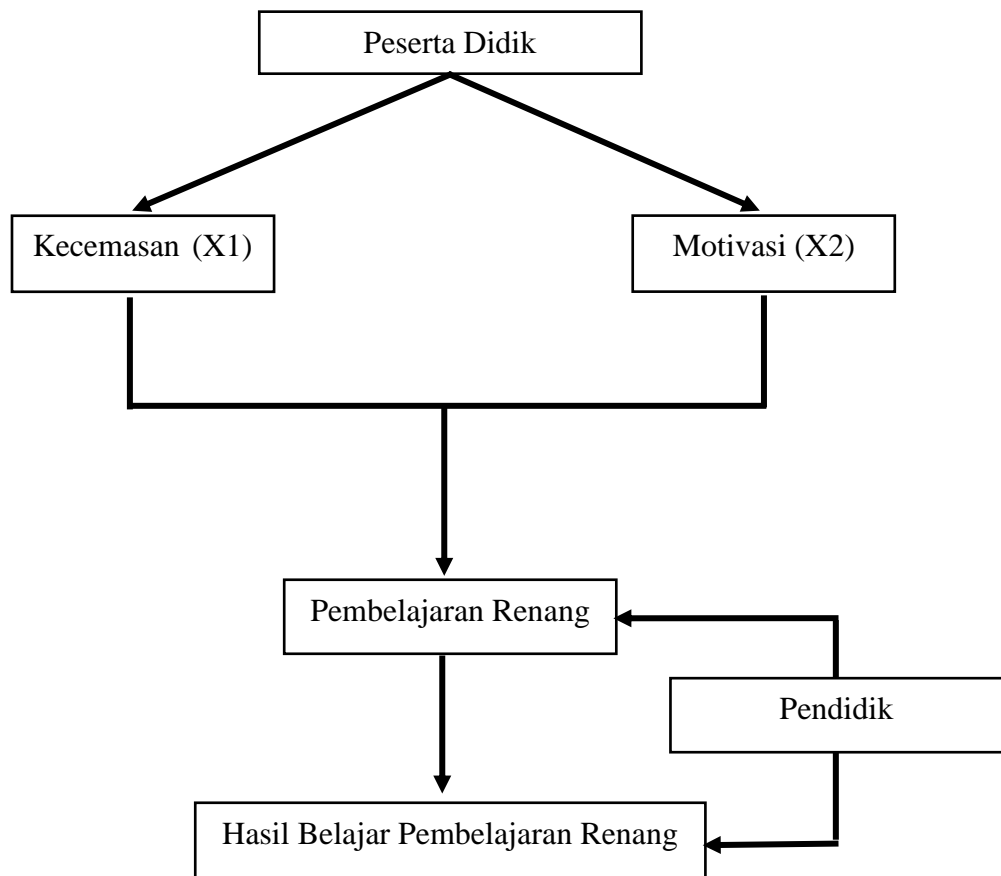 Peserta Didik
Kecemasan (X1)
Motivasi (X2)
Pembelajaran Renang
Pendidik
Hasil Belajar Pembelajaran Renang